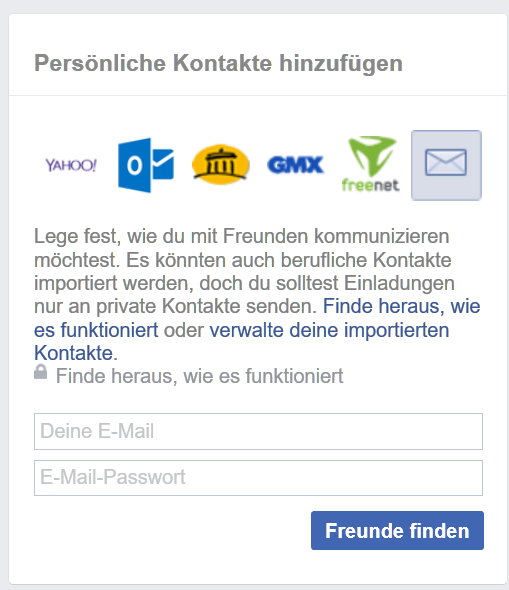 Persönliche Kontakte hinzufügen
YAHOO! O GMX freenet
Lege fest, wie du mit Freunden kommunizieren
möchtest. Es könnten auch berufliche Kontakte
importiert werden, doch du solltest Einladungen
nur an private Kontakte senden. Finde heraus, wie
es funktioniert oder verwalte deine importierten
Kontakte.
Finde heraus, wie es funktioniert
Deine E-Mail
E-Mail-Passwort
Freunde finden